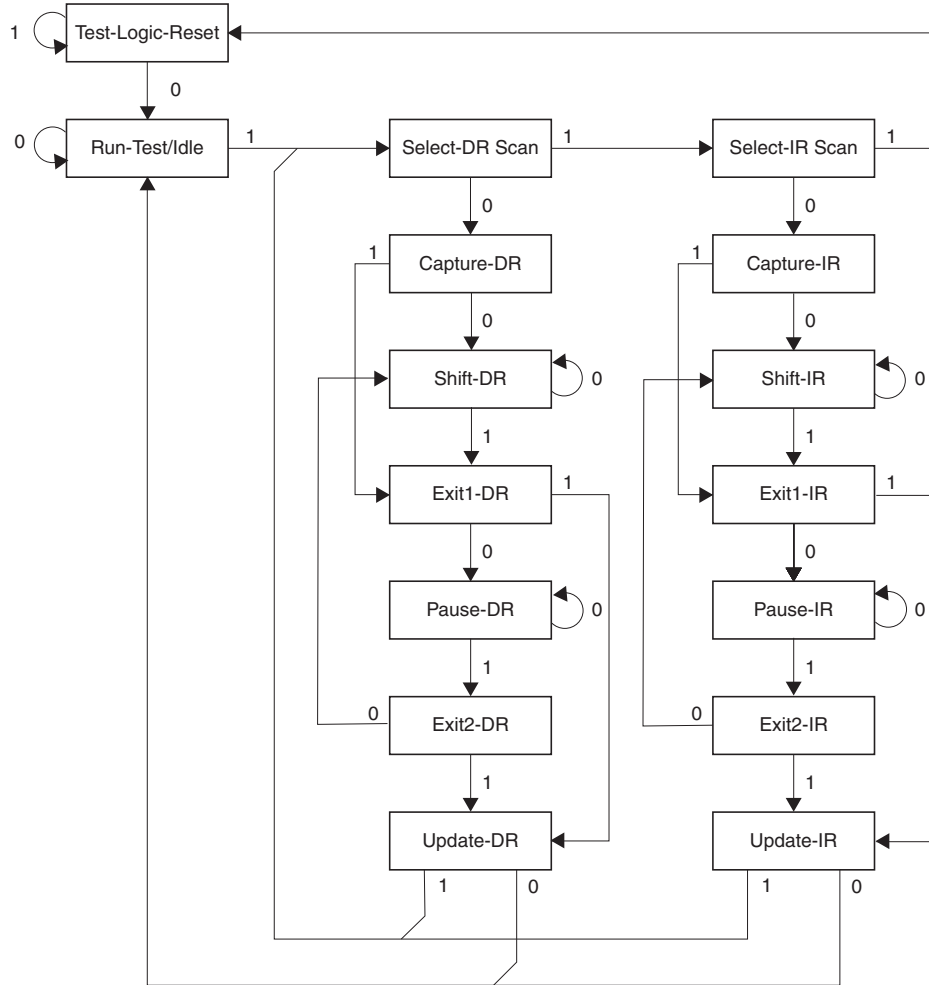 1
Test-Logic-Reset
0
0
Run-Test/Idle
1
Select-DR Scan
1
Select-IR Scan
1
0
0
1
Capture-DR
1
Capture-IR
0
0
Shift-DR
0
Shift-IR
0
1
1
Exit1-DR
1
Exit1-IR
1
0
0
Pause-DR
0
Pause-IR
0
1
1
0
Exit2-DR
0
Exit2-IR
1
1
Update-DR
Update-IR
1
0
1
0